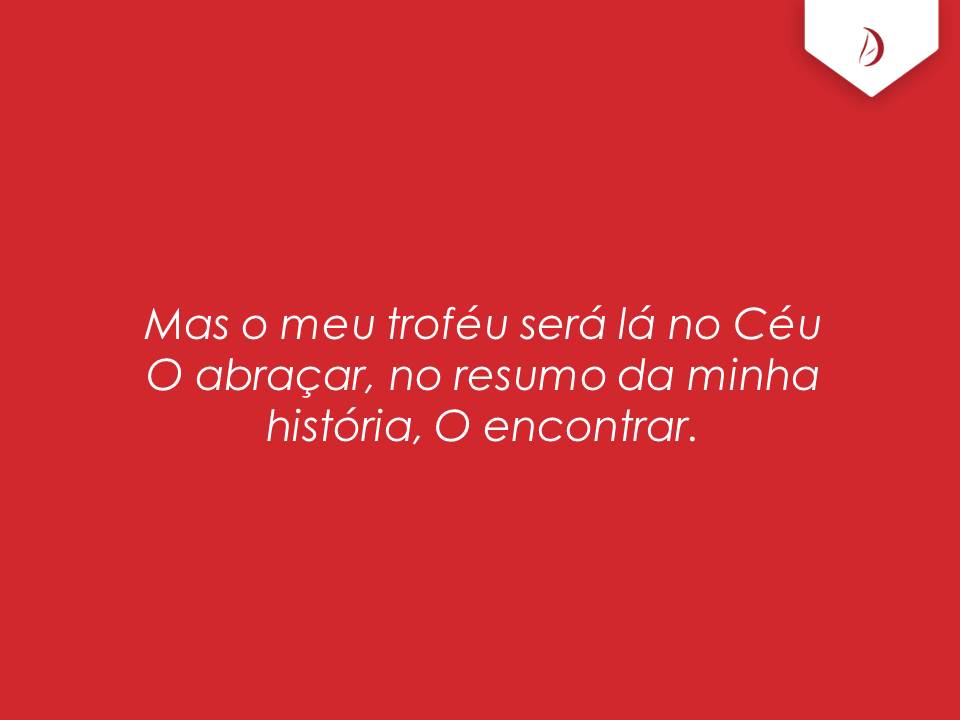 Mas o meu troféu será lá no Céu
O abraçar, no resumo da minha
história, O encontrar.